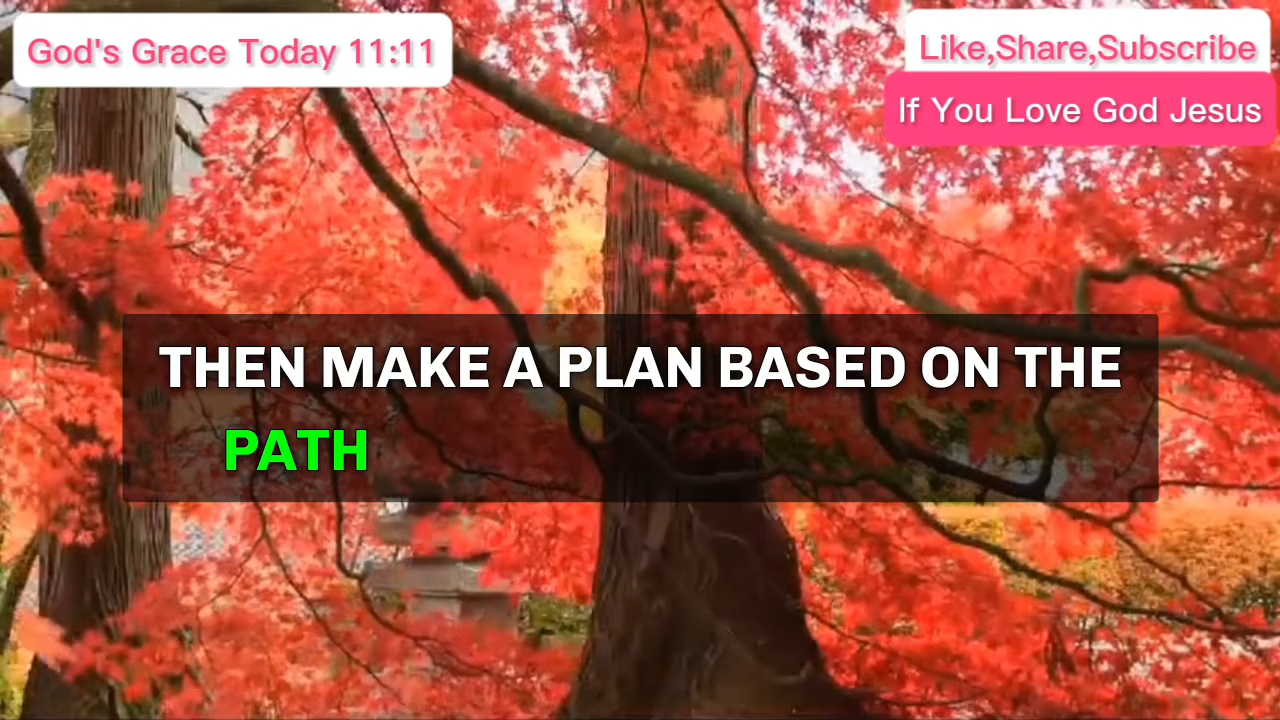 God's Grace Today 11:11
Like,Share,Subscribe
If You Love God Jesus
THEN MAKE A PLAN BASED ON THE
PATH